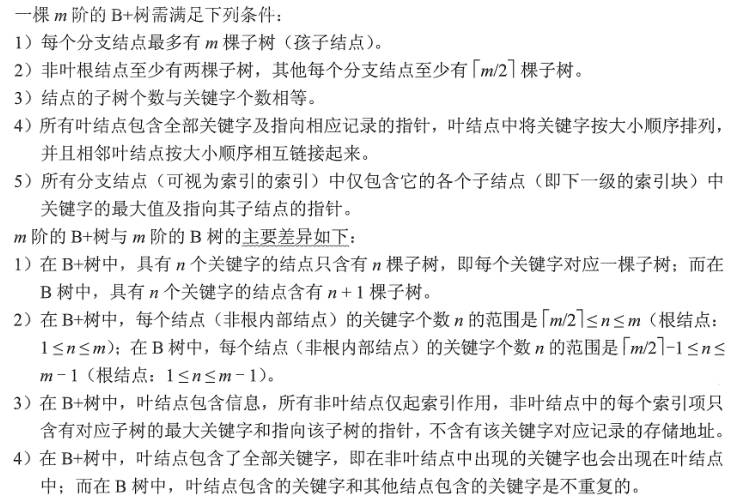 一棵 m 阶的 B+树需满足下列条件：
1）每个分支结点最多有 m 棵子树（孩子结点）。
2）非叶根结点至少有两棵子树，其他每个分支结点至少有⌈m/2⌉棵子树。
3）结点的子树个数与关键字个数相等。
4）所有叶结点包含全部关键字及指向相应记录的指针，叶结点中将关键字按大小顺序排列，
并且相邻叶结点按大小顺序相互链接起来。
5）所有分支结点（可视为索引的索引）中仅包含它的各个子结点（即下一级的索引块）中
关键字的最大值及指向其子结点的指针。
m 阶的 B+树与 m 阶的 B 树的主要差异如下：
1）在 B+树中，具有 n 个关键字的结点只含有 n 棵子树，即每个关键字对应一棵子树；而在
B 树中，具有 n 个关键字的结点含有 n + 1 棵子树。
2）在 B+树中，每个结点（非根内部结点）的关键字个数 n 的范围是⌈m/2⌉≤n≤m（根结点：
1≤n≤m）；在 B 树中，每个结点（非根内部结点）的关键字个数 n 的范围是⌈m/2⌉-1≤n≤
m - 1（根结点：1≤n≤m - 1）。
3）在 B+树中，叶结点包含信息，所有非叶结点仅起索引作用，非叶结点中的每个索引项只
含有对应子树的最大关键字和指向该子树的指针，不含有该关键字对应记录的存储地址。
4）在 B+树中，叶结点包含了全部关键字，即在非叶结点中出现的关键字也会出现在叶结点
中；而在 B 树中，叶结点包含的关键字和其他结点包含的关键字是不重复的。